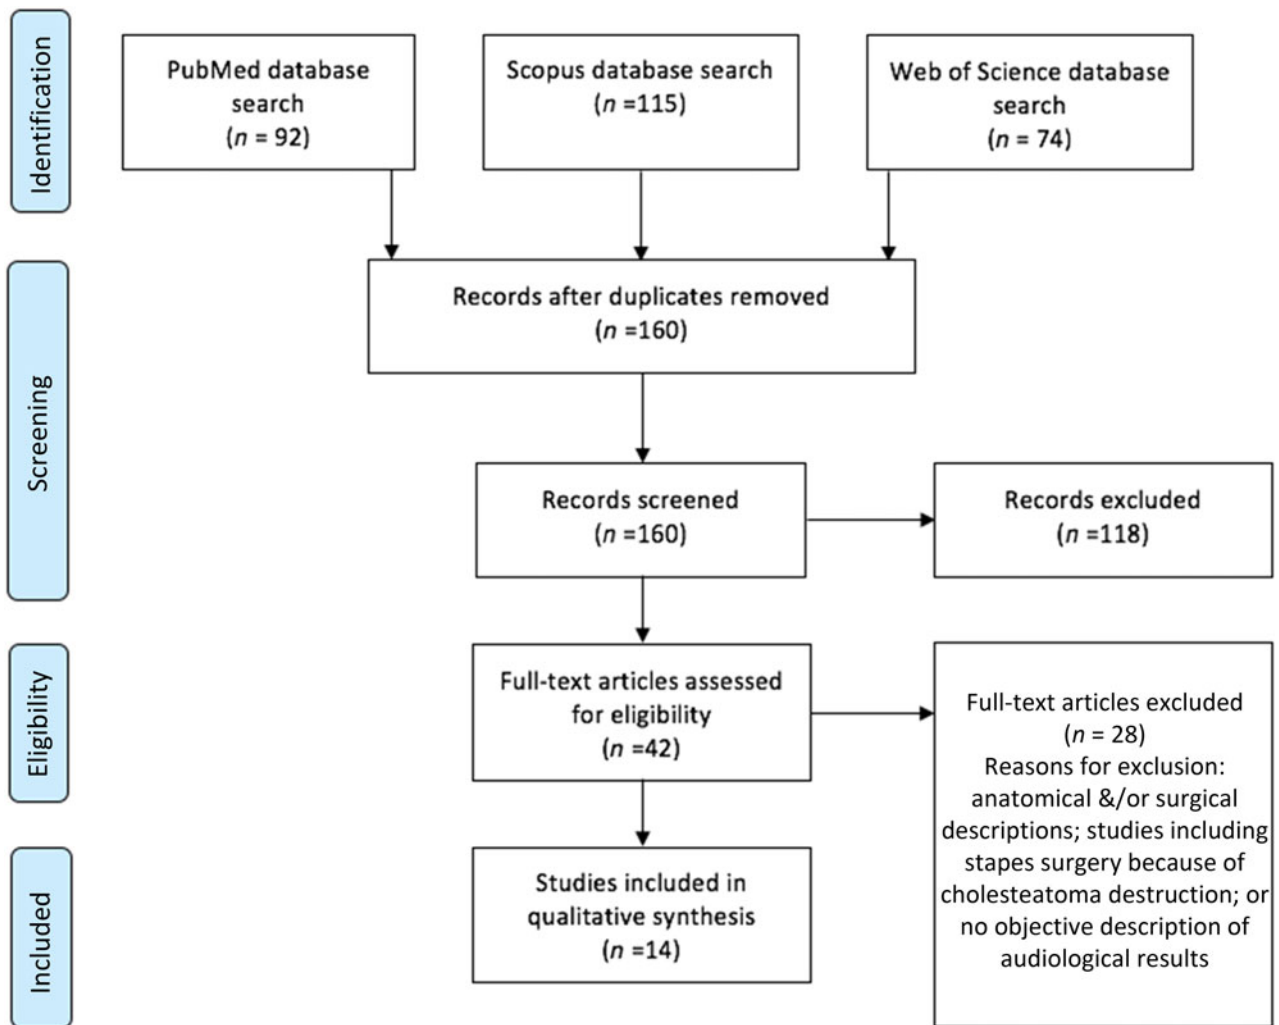 Identification
PubMed database
search
(n = 92)
Scopus database search
(n =115)
Web of Science database
search
(n = 74)
Screening
Records after duplicates removed
(n =160)
Records screened
(n =160)
Records excluded
(n =118)
Eligibility
Full-text articles assessed
for eligibility
(n =42)
Full-text articles excluded
(n = 28)
Reasons for exclusion:
anatomical &/or surgical
descriptions; studies including
stapes surgery because of
cholesteatoma destruction; or
no objective description of
audiological results
Included
Studies included in
qualitative synthesis
(n =14)